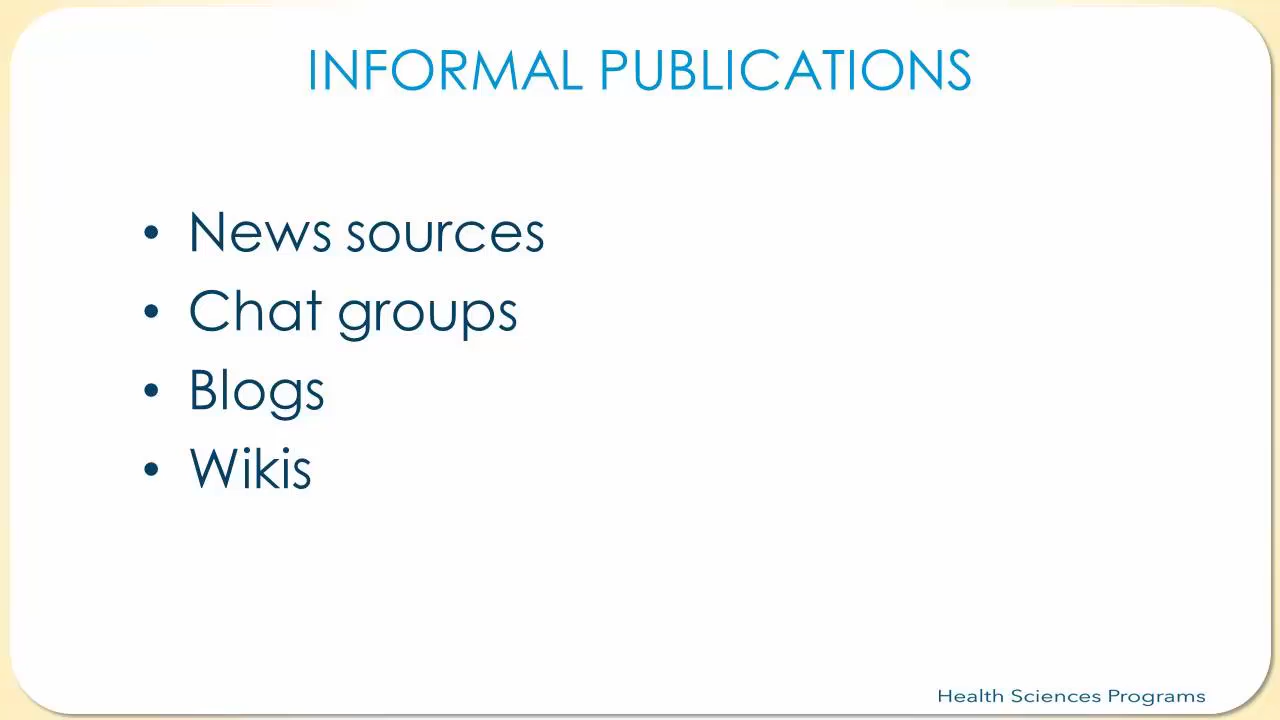 INFORMAL PUBLICATIONS
• News sources
• Chat groups
• Blogs
• Wikis
Health Sciences Programs